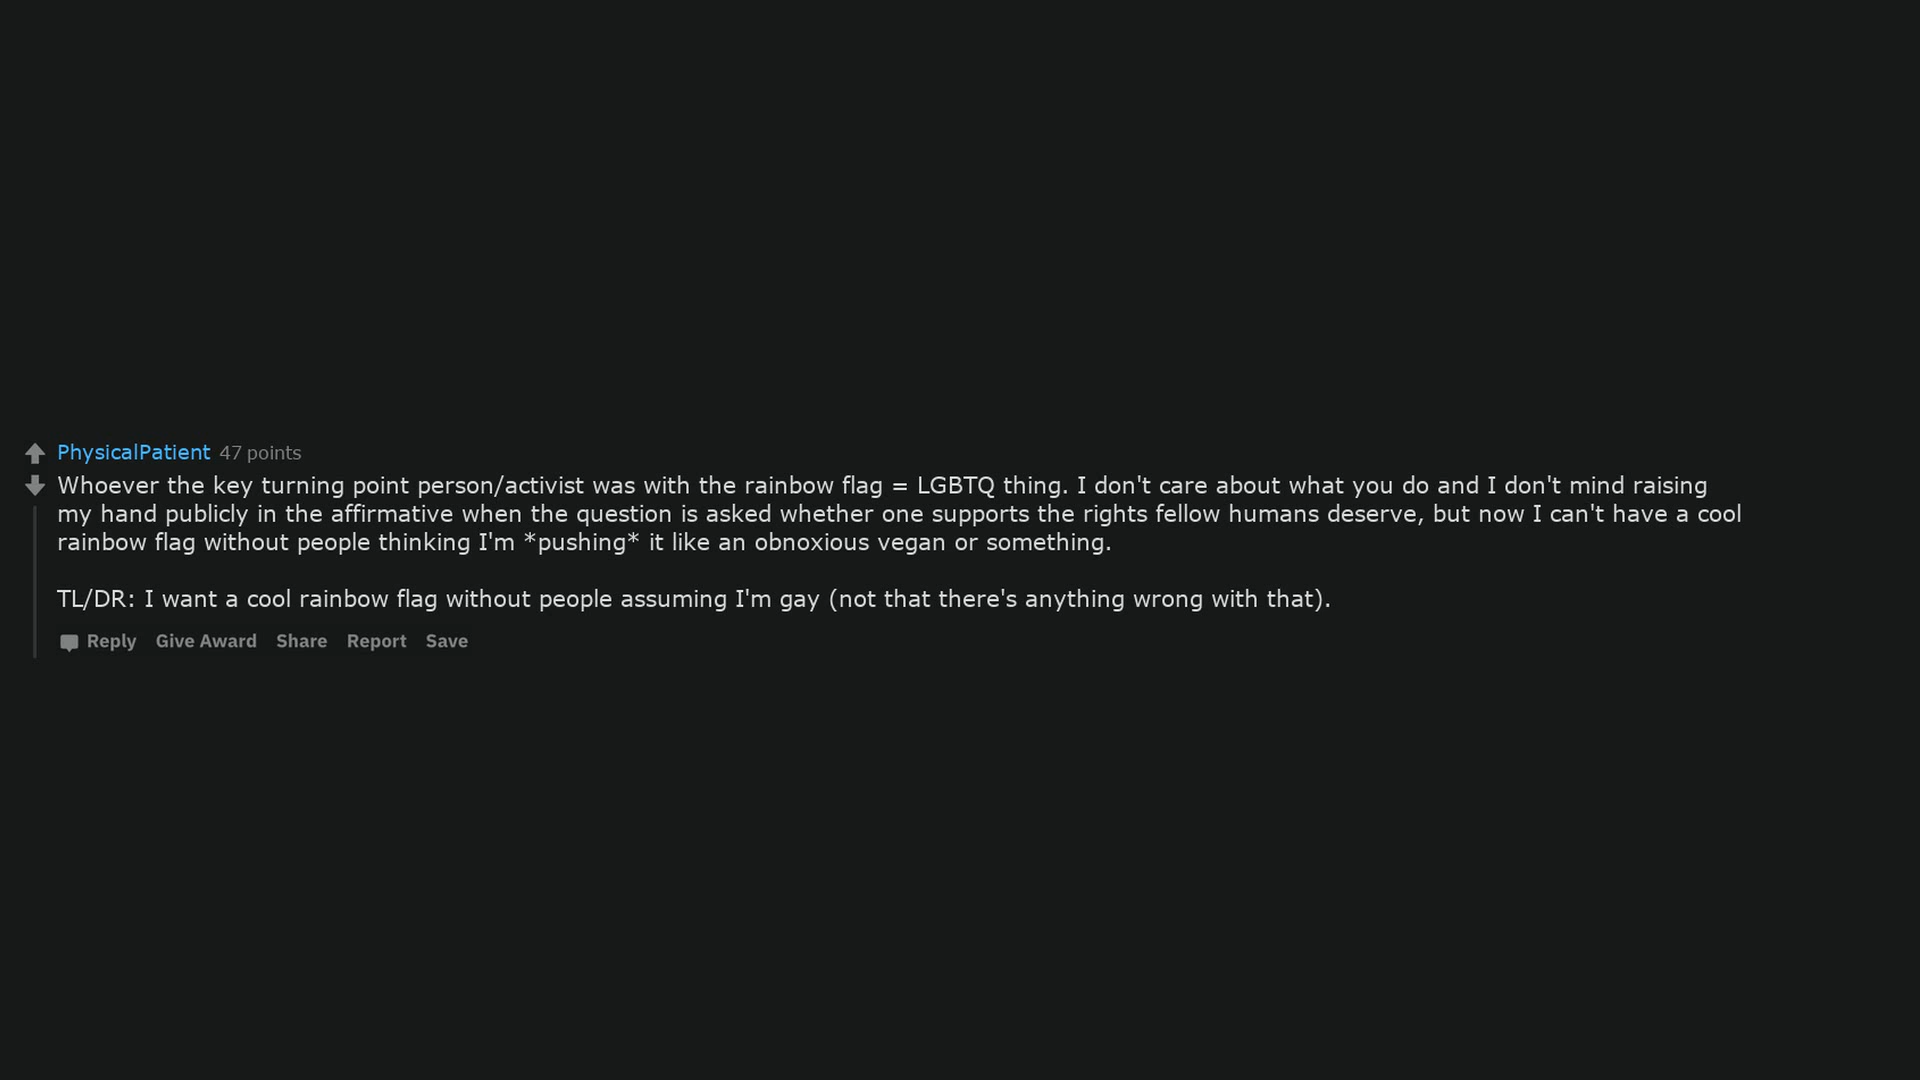 PhysicalPatient 47 points
Whoever the key turning point person/activist was with the rainbow flag = LGBTQ thing. I don't care about what you do and I don't mind raising
my hand publicly in the affirmative when the question is asked whether one supports the rights fellow humans deserve, but now I can't have a cool
rainbow flag without people thinking I'm *pushing* it like an obnoxious vegan or something.
TL/DR: I want a cool rainbow flag without people assuming I'm gay (not that there's anything wrong with that).
Reply Give Award Share Report Save